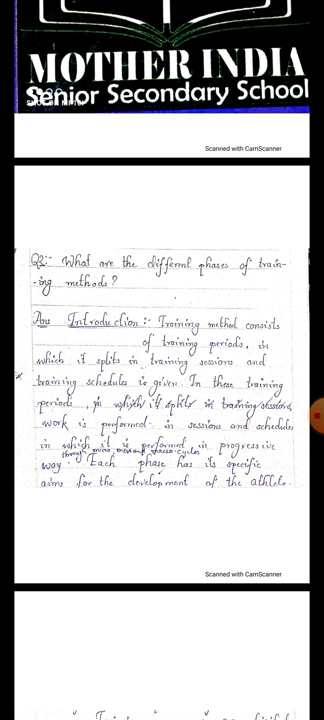 MOTHER INDIA
Senior Secondary School
Scanned with CamScanner
Q2:- What are the different phases of train-
-ing methods?
Ans Introduction:- Training method consists
of training periods, in
which it splits in training sessions and
training schedule is given. In these training
periods, in which it splits in training sessions,
work is performed in sessions and schedules
in which it is performed in progressive
through micro, meso and macro cycles
way. Each phase has its specific
aims for the development of the athlete.
Scanned with CamScanner